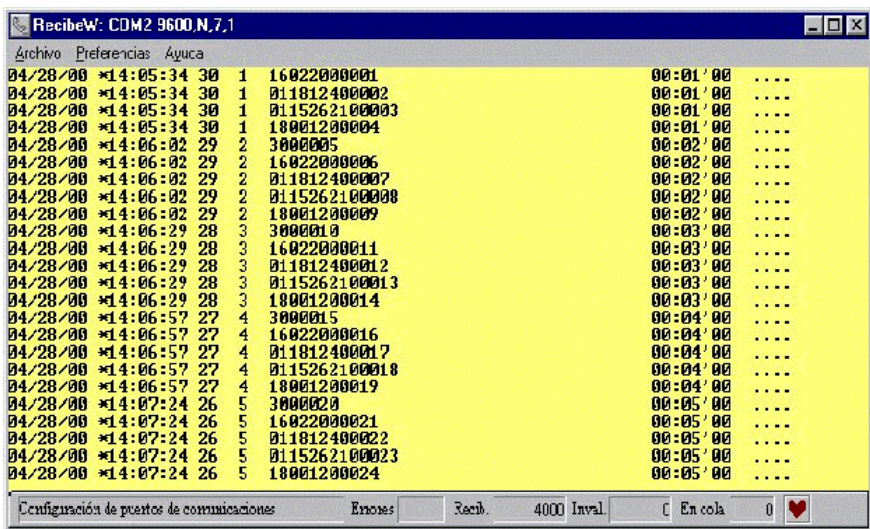 RecibeW: COM2 9600,N,7,1
Archivo Preferencias Ayuca
04/28/00 *14:05:34 30 1 16022000001 00:01'00 ....
04/28/00 *14:05:34 30 1 011812400002 00:01'00 ....
04/28/00 *14:05:34 30 1 0115262100003 00:01'00 ....
04/28/00 *14:05:34 30 1 18001200004 00:01'00 ....
04/28/00 *14:06:02 29 2 3000005 00:02'00 ....
04/28/00 *14:06:02 29 2 16022000006 00:02'00 ....
04/28/00 *14:06:02 29 2 011812400007 00:02'00 ....
04/28/00 *14:06:02 29 2 0115262100008 00:02'00 ....
04/28/00 *14:06:02 29 2 18001200009 00:02'00 ....
04/28/00 *14:06:29 28 3 3000010 00:03'00 ....
04/28/00 *14:06:29 28 3 16022000011 00:03'00 ....
04/28/00 *14:06:29 28 3 011812400012 00:03'00 ....
04/28/00 *14:06:29 28 3 0115262100013 00:03'00 ....
04/28/00 *14:06:29 28 3 18001200014 00:03'00 ....
04/28/00 *14:06:57 27 4 3000015 00:04'00 ....
04/28/00 *14:06:57 27 4 16022000016 00:04'00 ....
04/28/00 *14:06:57 27 4 011812400017 00:04'00 ....
04/28/00 *14:06:57 27 4 0115262100018 00:04'00 ....
04/28/00 *14:06:57 27 4 18001200019 00:04'00 ....
04/28/00 *14:07:24 26 5 3000020 00:05'00 ....
04/28/00 *14:07:24 26 5 16022000021 00:05'00 ....
04/28/00 *14:07:24 26 5 011812400022 00:05'00 ....
04/28/00 *14:07:24 26 5 0115262100023 00:05'00 ....
04/28/00 *14:07:24 26 5 18001200024 00:05'00 ....
Configuración de puertos de comunicaciones Errores Recib. 4000 Inval. 0 En cola 0